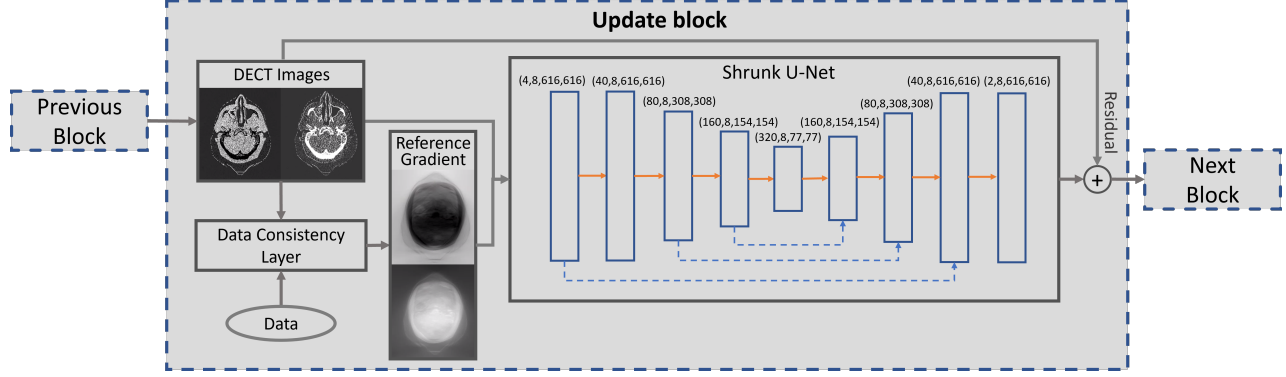 Update block
Previous
Block
DECT Images
Data Consistency
Layer
Data
Reference
Gradient
Shrunk U-Net
(4,8,616,616)
(40,8,616,616)
(80,8,308,308)
(160,8,154,154)
(320,8,77,77)
(160,8,154,154)
(80,8,308,308)
(40,8,616,616)
(2,8,616,616)
Residual
+
Next
Block